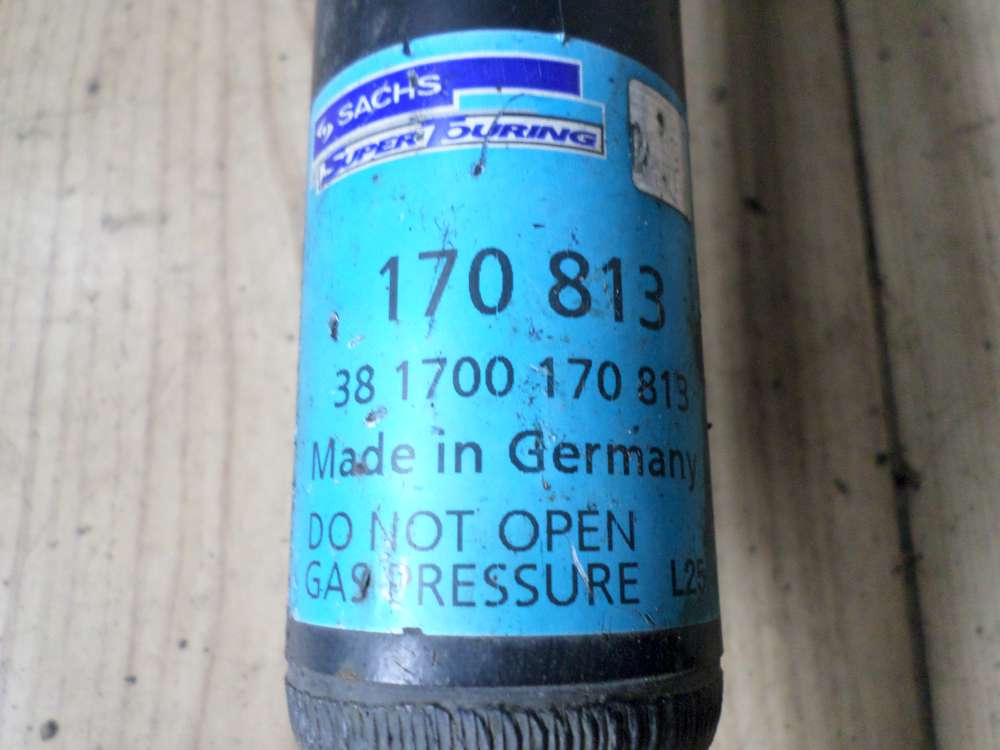 SACHS
SUPER TOURING
170 813
38 1700 170 813
Made in Germany
DO NOT OPEN
GAS PRESSURE L25